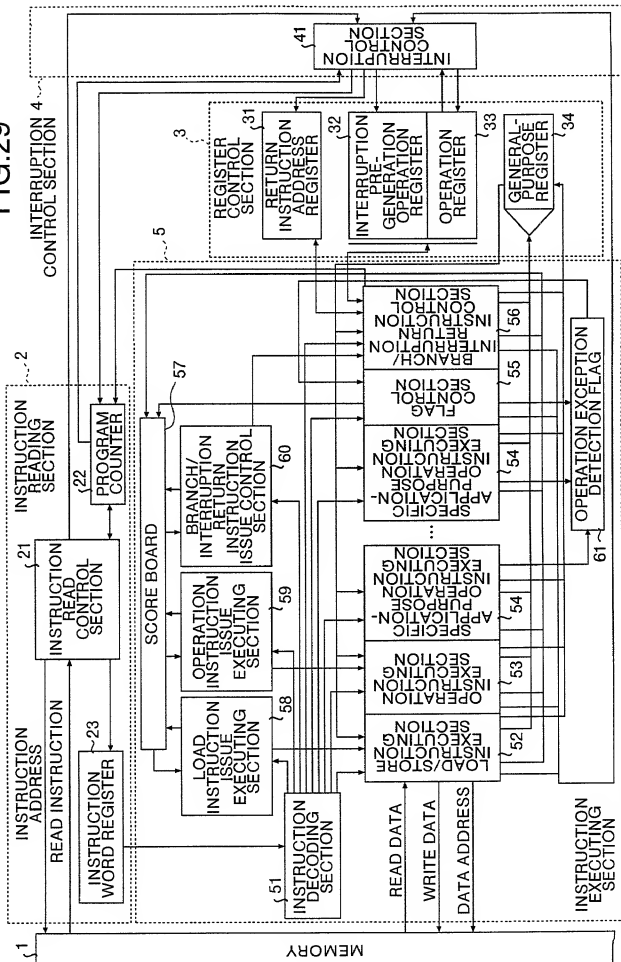 FIG.29
INTERRUPTION
CONTROL SECTION
4
41
INTERRUPTION
CONTROL
SECTION
3
REGISTER
CONTROL
SECTION
31
RETURN
INSTRUCTION
ADDRESS
REGISTER
32
INTERRUPTION
PRE-
GENERATION
OPERATION
REGISTER
OPERATION
REGISTER
33
GENERAL-
PURPOSE
REGISTER
34
5
2
INSTRUCTION
READING
SECTION
22
PROGRAM
COUNTER
21
INSTRUCTION
READ
CONTROL
SECTION
INSTRUCTION
ADDRESS
READ INSTRUCTION
23
INSTRUCTION
WORD REGISTER
57
SCORE BOARD
BRANCH/
INTERRUPTION
RETURN
INSTRUCTION
ISSUE CONTROL
SECTION
60
OPERATION
INSTRUCTION
ISSUE
EXECUTING
SECTION
59
LOAD
INSTRUCTION
ISSUE
EXECUTING
SECTION
58
51
INSTRUCTION
DECODING
SECTION
BRANCH/
INTERRUPTION
RETURN
INSTRUCTION
CONTROL
SECTION
56
FLAG
CONTROL
SECTION
55
APPLICATION-
SPECIFIC
PURPOSE
OPERATION
INSTRUCTION
EXECUTING
SECTION
54
...
APPLICATION-
SPECIFIC
PURPOSE
OPERATION
INSTRUCTION
EXECUTING
SECTION
54
OPERATION
INSTRUCTION
EXECUTING
SECTION
53
LOAD/STORE
INSTRUCTION
EXECUTING
SECTION
52
OPERATION EXCEPTION
DETECTION FLAG
61
READ DATA
WRITE DATA
DATA ADDRESS
INSTRUCTION
EXECUTING
SECTION
1
MEMORY